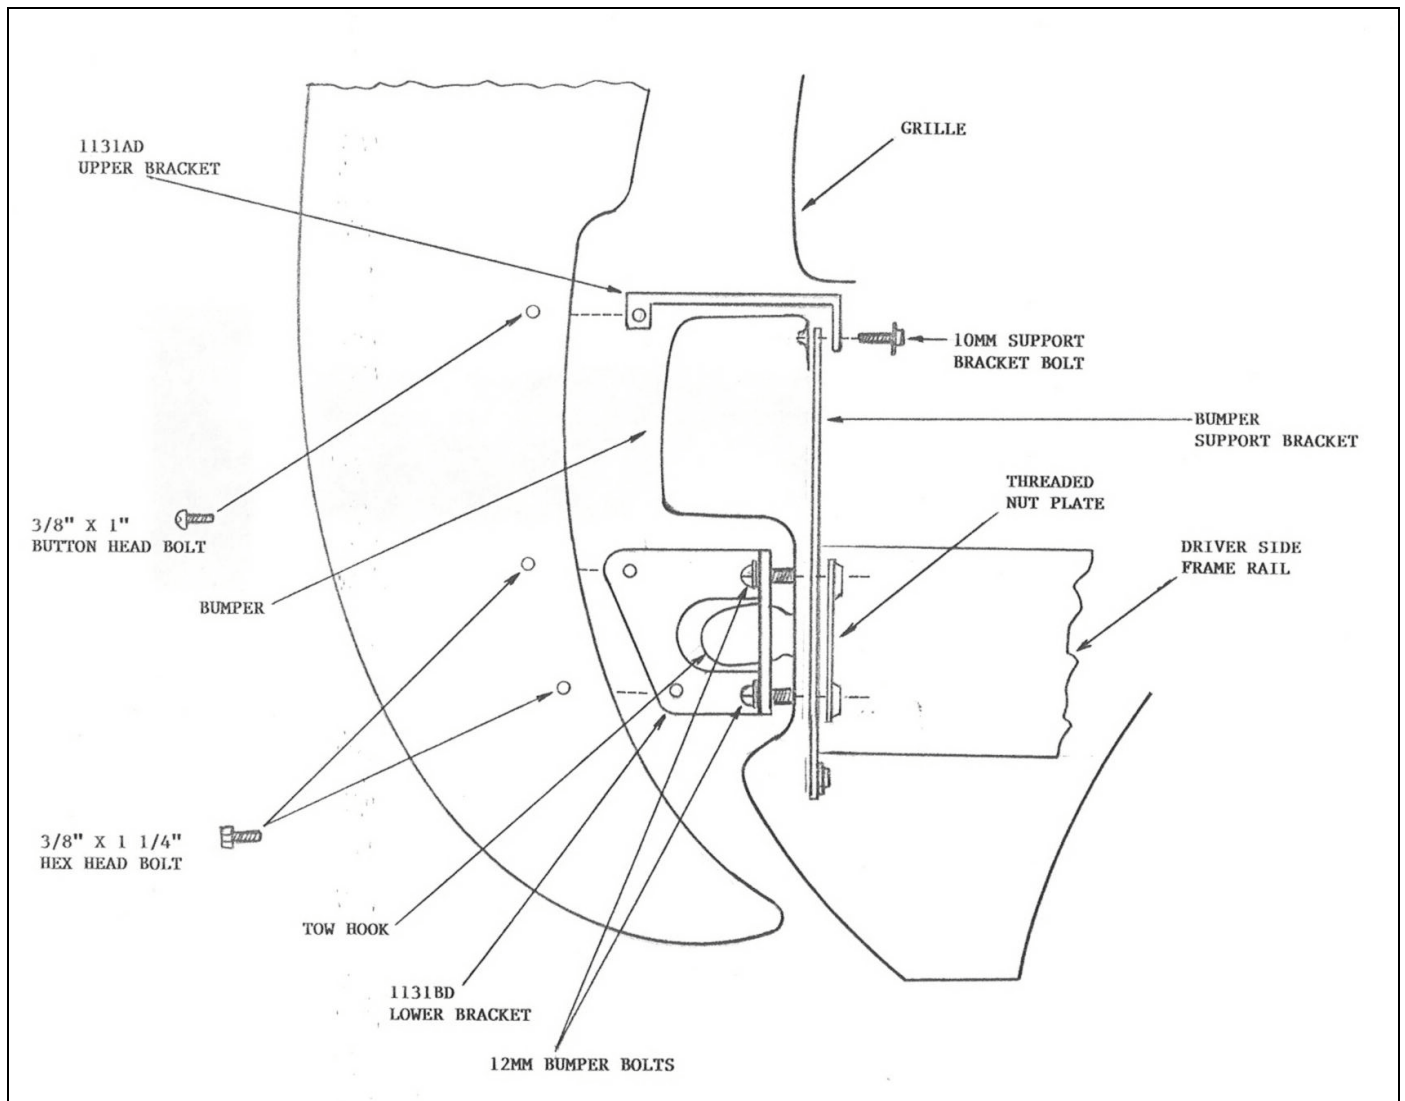 GRILLE
1131AD
UPPER BRACKET
10MM SUPPORT
BRACKET BOLT
BUMPER
SUPPORT BRACKET
THREADED
NUT PLATE
3/8" X 1"
BUTTON HEAD BOLT
DRIVER SIDE
FRAME RAIL
BUMPER
3/8" X 1 1/4"
HEX HEAD BOLT
TOW HOOK
1131BD
LOWER BRACKET
12MM BUMPER BOLTS